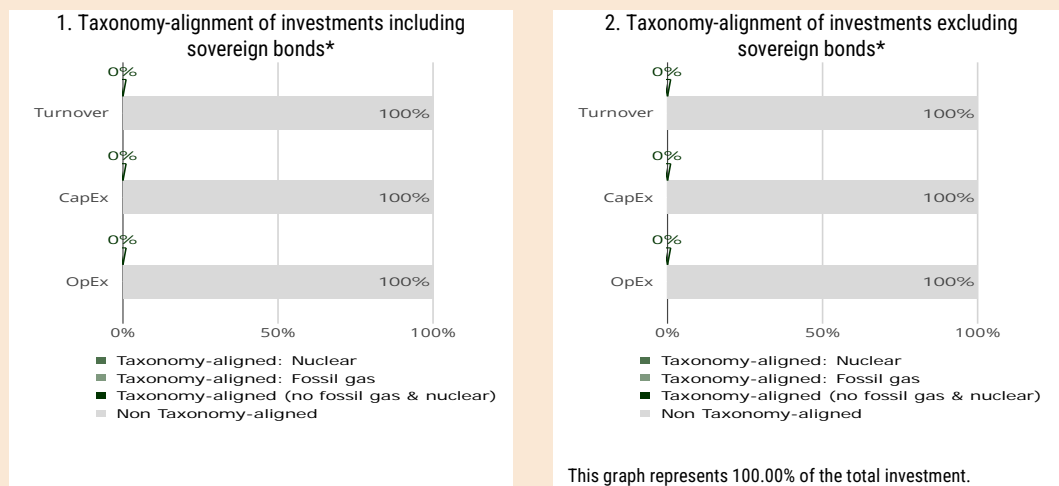 1. Taxonomy-alignment of investments including
sovereign bonds*
0%
Turnover
100%
0%
CapEx
100%
0%
OpEx
100%
0%
50%
100%
Taxonomy-aligned: Nuclear
Taxonomy-aligned: Fossil gas
Taxonomy-aligned (no fossil gas & nuclear)
Non Taxonomy-aligned
2. Taxonomy-alignment of investments excluding
sovereign bonds*
0%
Turnover
100%
0%
CapEx
100%
0%
OpEx
100%
0%
50%
100%
Taxonomy-aligned: Nuclear
Taxonomy-aligned: Fossil gas
Taxonomy-aligned (no fossil gas & nuclear)
Non Taxonomy-aligned
This graph represents 100.00% of the total investment.